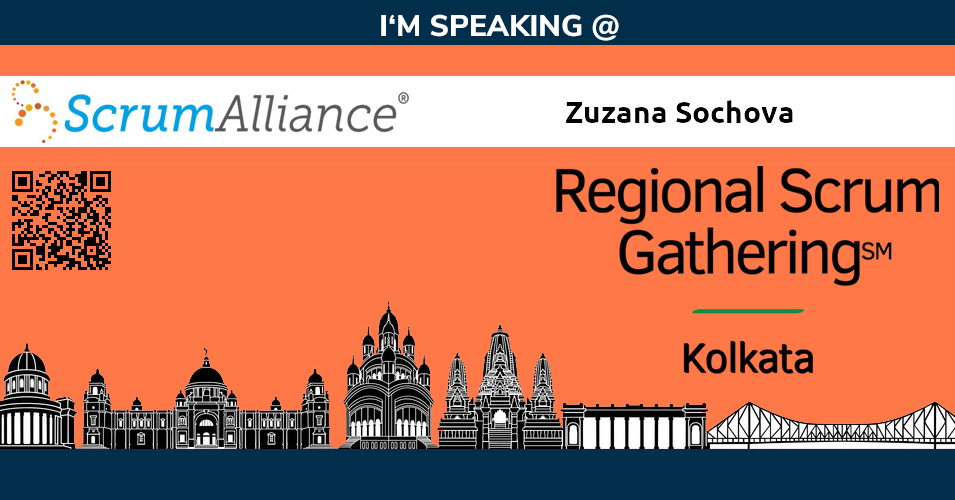 I‘M SPEAKING @
ScrumAlliance®
Zuzana Sochova
Regional Scrum
Gathering℠
Kolkata